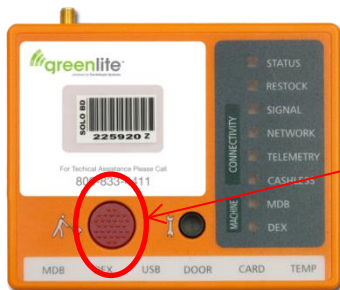 greenlite
SOLO BD
225920 Z
For Techical Assistance Please Call
STATUS
RESTOCK
SIGNAL
NETWORK
TELEMETRY
CASHLESS
MDB
DEX
CONNECTIVITY
MACHINE
MDB
DEX
USB
DOOR
CARD
TEMP